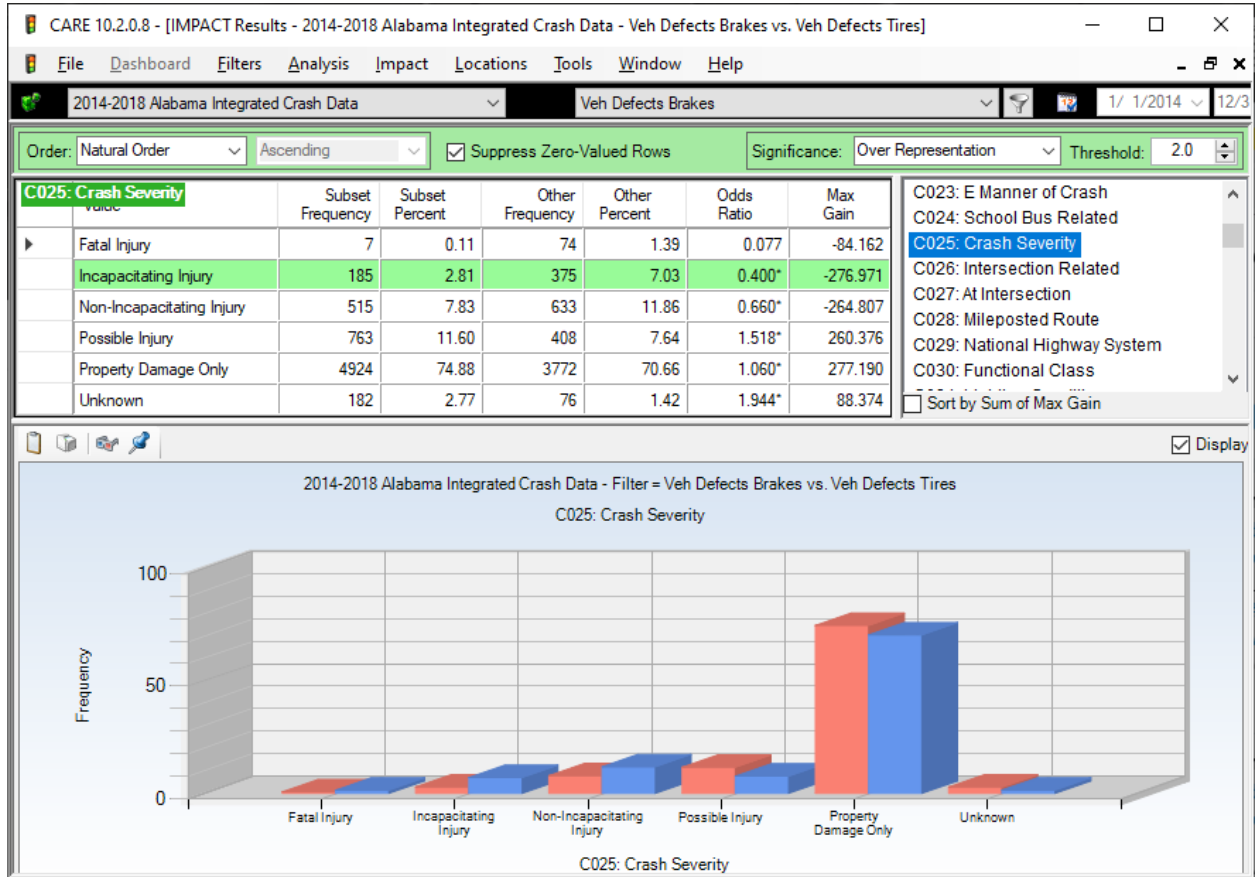 CARE 10.2.0.8 - [IMPACT Results - 2014-2018 Alabama Integrated Crash Data - Veh Defects Brakes vs. Veh Defects Tires]
File Dashboard Filters Analysis Impact Locations Tools Window Help
2014-2018 Alabama Integrated Crash Data Veh Defects Brakes 1/ 1/2014 12/3
Order: Natural Order Ascending Suppress Zero-Valued Rows Significance: Over Representation Threshold: 2.0
C025: Crash Severity Subset Frequency Subset Percent Other Frequency Other Percent Odds Ratio Max Gain
Fatal Injury 7 0.11 74 1.39 0.077 -84.162
Incapacitating Injury 185 2.81 375 7.03 0.400* -276.971
Non-Incapacitating Injury 515 7.83 633 11.86 0.660* -264.807
Possible Injury 763 11.60 408 7.64 1.518* 260.376
Property Damage Only 4924 74.88 3772 70.66 1.060* 277.190
Unknown 182 2.77 76 1.42 1.944* 88.374
C023: E Manner of Crash
C024: School Bus Related
C025: Crash Severity
C026: Intersection Related
C027: At Intersection
C028: Mileposted Route
C029: National Highway System
C030: Functional Class
Sort by Sum of Max Gain
Display
2014-2018 Alabama Integrated Crash Data - Filter = Veh Defects Brakes vs. Veh Defects Tires
C025: Crash Severity
Frequency
100
50
0
Fatal Injury
Incapacitating Injury
Non-Incapacitating Injury
Possible Injury
Property Damage Only
Unknown
C025: Crash Severity